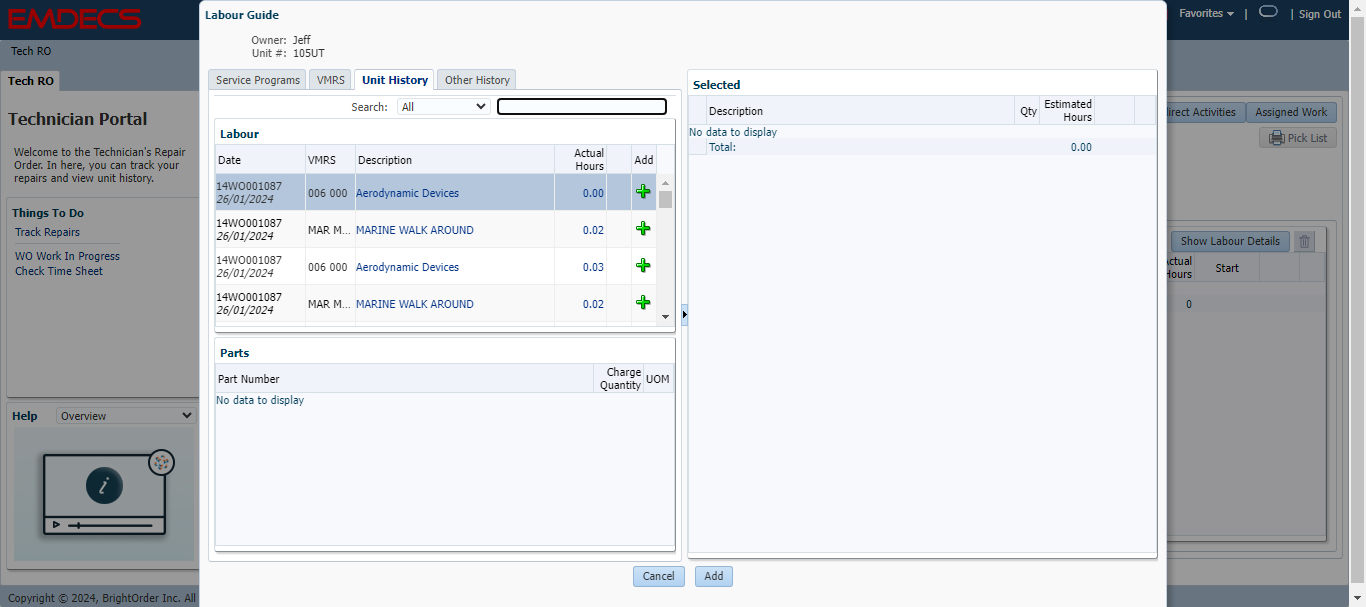 EMDECS
Favorites | | Sign Out
Tech RO
Tech RO
Technician Portal
Welcome to the Technician's Repair
Order. In here, you can track your
repairs and view unit history.
Things To Do
Track Repairs
WO Work In Progress
Check Time Sheet
Help Overview
i
Copyright © 2024, BrightOrder Inc. All
Labour Guide
Owner: Jeff
Unit #: 105UT
Service Programs VMRS Unit History Other History
Search: All
Labour
Date VMRS Description Actual Hours Add
14WO001087 006 000 Aerodynamic Devices 0.00
26/01/2024
14WO001087 MAR M... MARINE WALK AROUND 0.02
26/01/2024
14WO001087 006 000 Aerodynamic Devices 0.03
26/01/2024
14WO001087 MAR M... MARINE WALK AROUND 0.02
26/01/2024
Parts
Part Number Charge Quantity UOM
No data to display
Selected
Description Qty Estimated Hours
No data to display
Total: 0.00
Cancel Add
Activities Assigned Work
Pick List
Show Labour Details
Hours Start
0